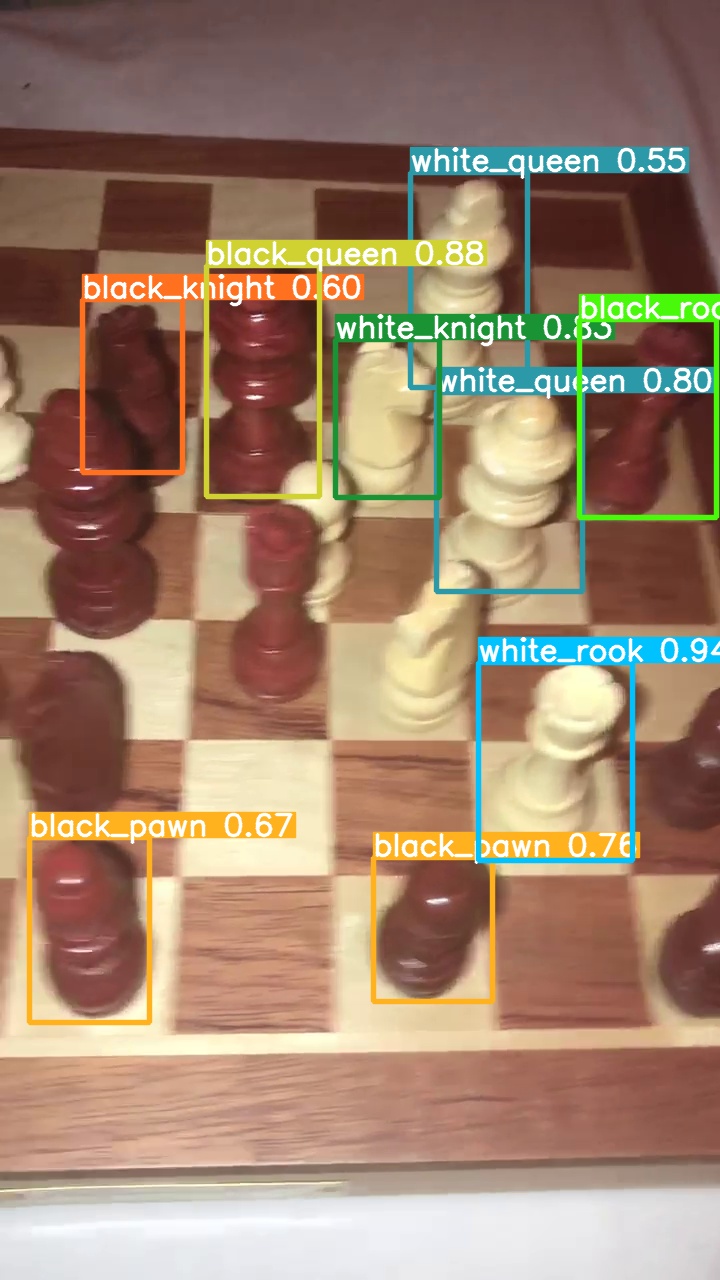 white_queen 0.55
black_queen 0.88
black_knight 0.60
white_knight 0.83
white_queen 0.80
white_rook 0.94
black_pawn 0.67
black_pawn 0.76